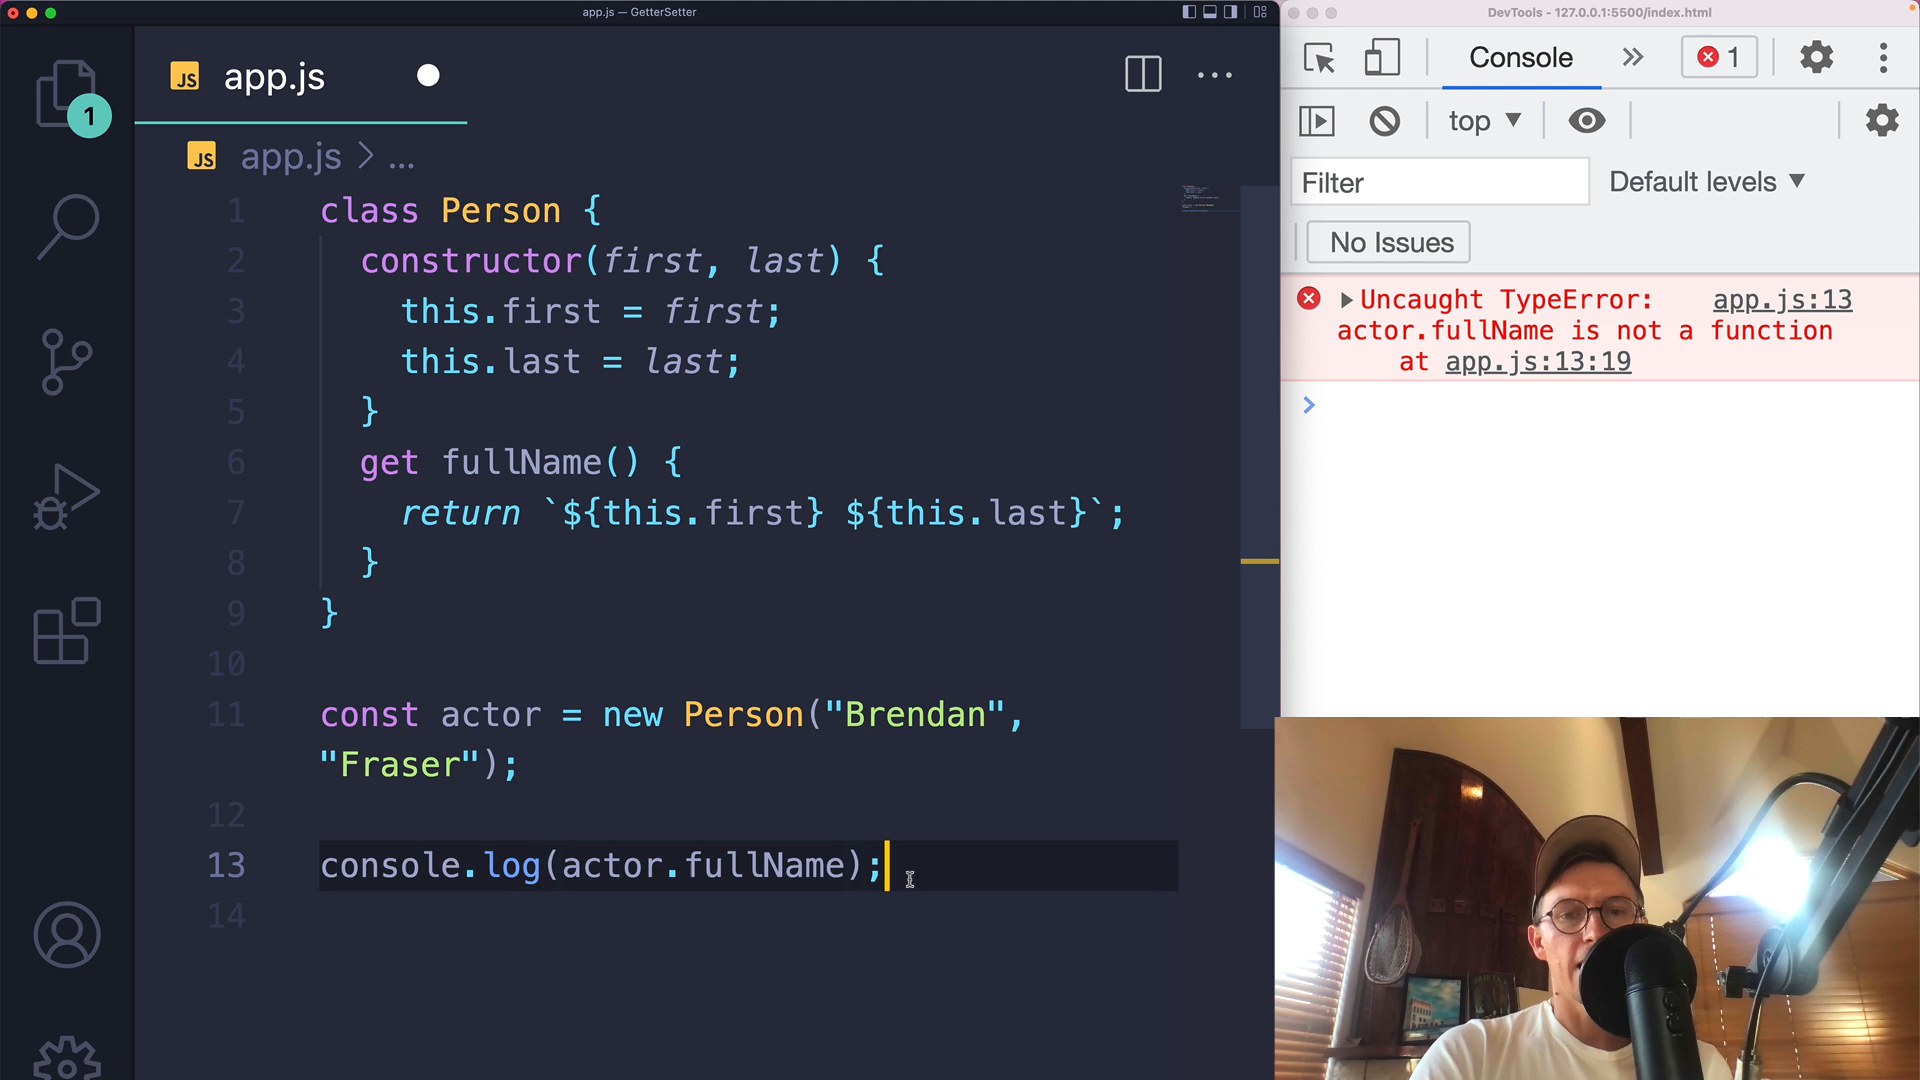 app.js — GetterSetter
JS app.js
1
JS app.js > ...
1 class Person {
2 constructor(first, last) {
3 this.first = first;
4 this.last = last;
5 }
6 get fullName() {
7 return `${this.first} ${this.last}`;
8 }
9 }
10
11 const actor = new Person("Brendan",
"Fraser");
12
13 console.log(actor.fullName);
14
DevTools - 127.0.0.1:5500/index.html
Console
1
top
Filter
Default levels
No Issues
Uncaught TypeError: app.js:13
actor.fullName is not a function
at app.js:13:19